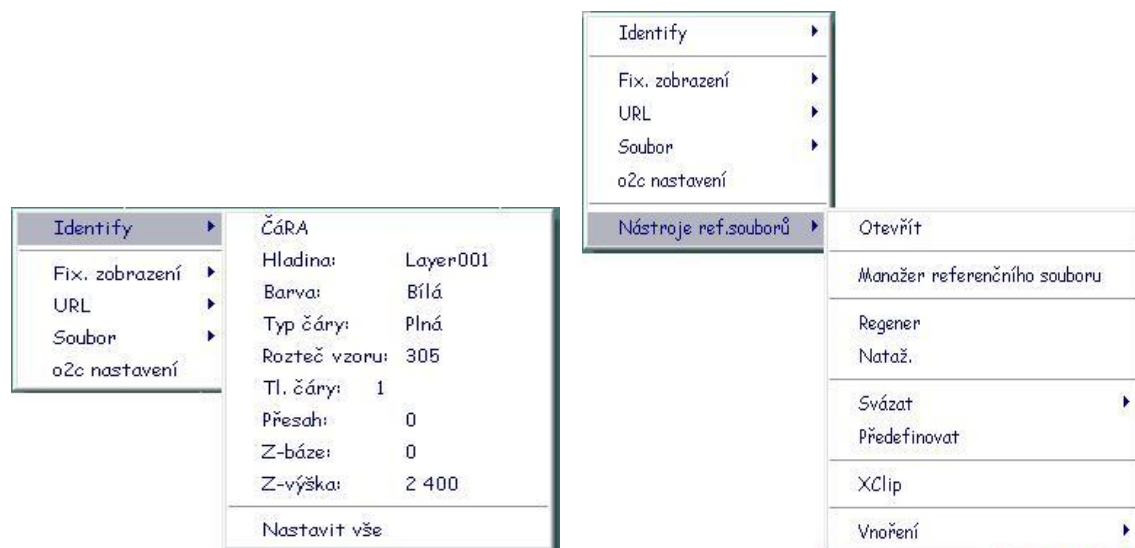 Identify
Fix. zobrazení
URL
Soubor
o2c nastavení
ČáRA
Hladina: Layer001
Barva: Bílá
Typ čáry: Plná
Rozteč vzoru: 305
Tl. čáry: 1
Přesah: 0
Z-báze: 0
Z-výška: 2 400
Nastavit vše
Identify
Fix. zobrazení
URL
Soubor
o2c nastavení
Nástroje ref.souborů
Otevřít
Manažer referenčního souboru
Regener
Nataž.
Svázat
Předefinovat
XClip
Vnoření